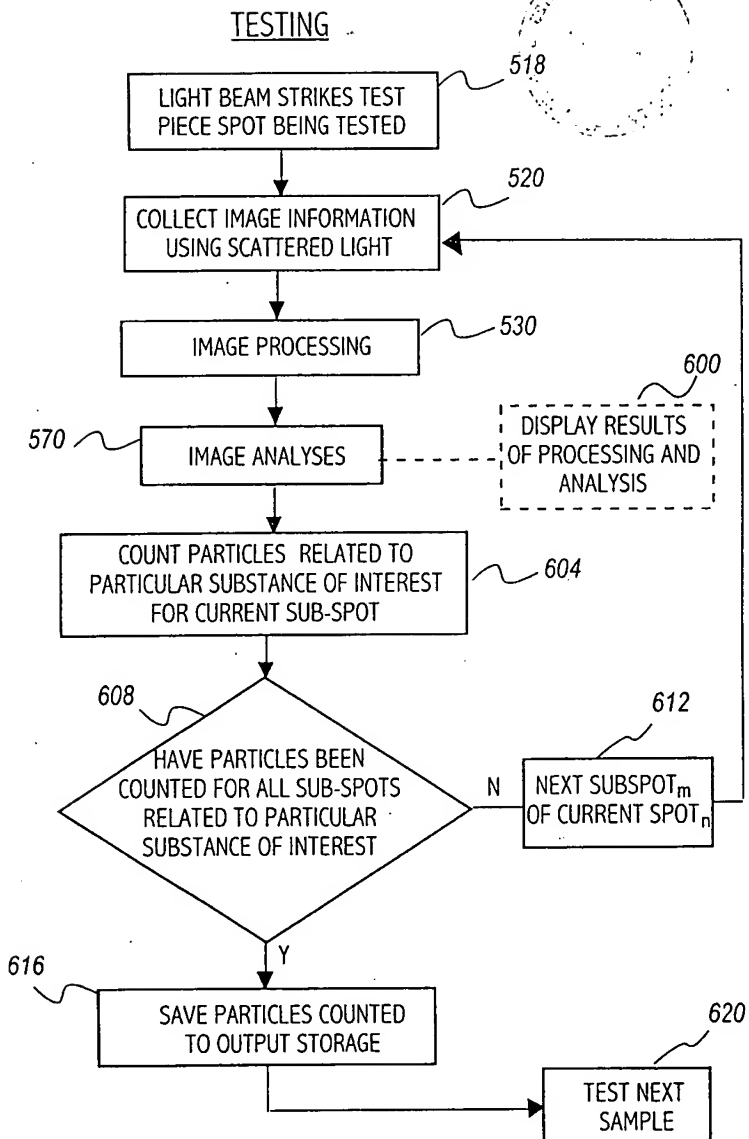 TESTING
518
LIGHT BEAM STRIKES TEST
PIECE SPOT BEING TESTED
520
COLLECT IMAGE INFORMATION
USING SCATTERED LIGHT
530
IMAGE PROCESSING
600
570
IMAGE ANALYSES
DISPLAY RESULTS
OF PROCESSING AND
ANALYSIS
COUNT PARTICLES RELATED TO
PARTICULAR SUBSTANCE OF INTEREST
FOR CURRENT SUB-SPOT
604
608
HAVE PARTICLES BEEN
COUNTED FOR ALL SUB-SPOTS
RELATED TO PARTICULAR
SUBSTANCE OF INTEREST
N
612
NEXT SUBSPOTm
OF CURRENT SPOTn
Y
616
SAVE PARTICLES COUNTED
TO OUTPUT STORAGE
620
TEST NEXT
SAMPLE